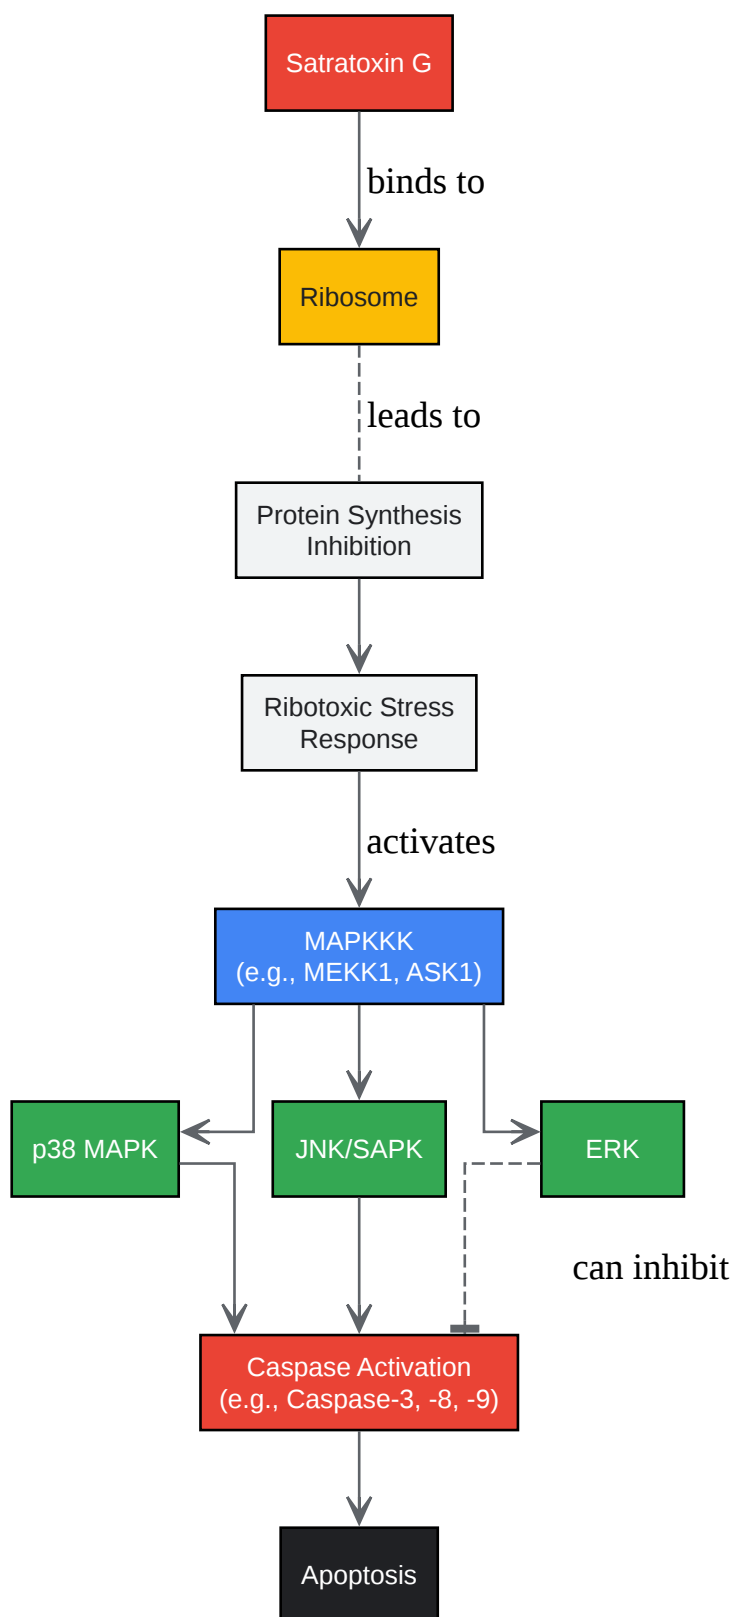 Satratoxin G
binds to
Ribosome
leads to
Protein Synthesis
Inhibition
Ribotoxic Stress
Response
activates
MAPKKK
(e.g., MEKK1, ASK1)
p38 MAPK
JNK/SAPK
ERK
can inhibit
Caspase Activation
(e.g., Caspase-3, -8, -9)
Apoptosis